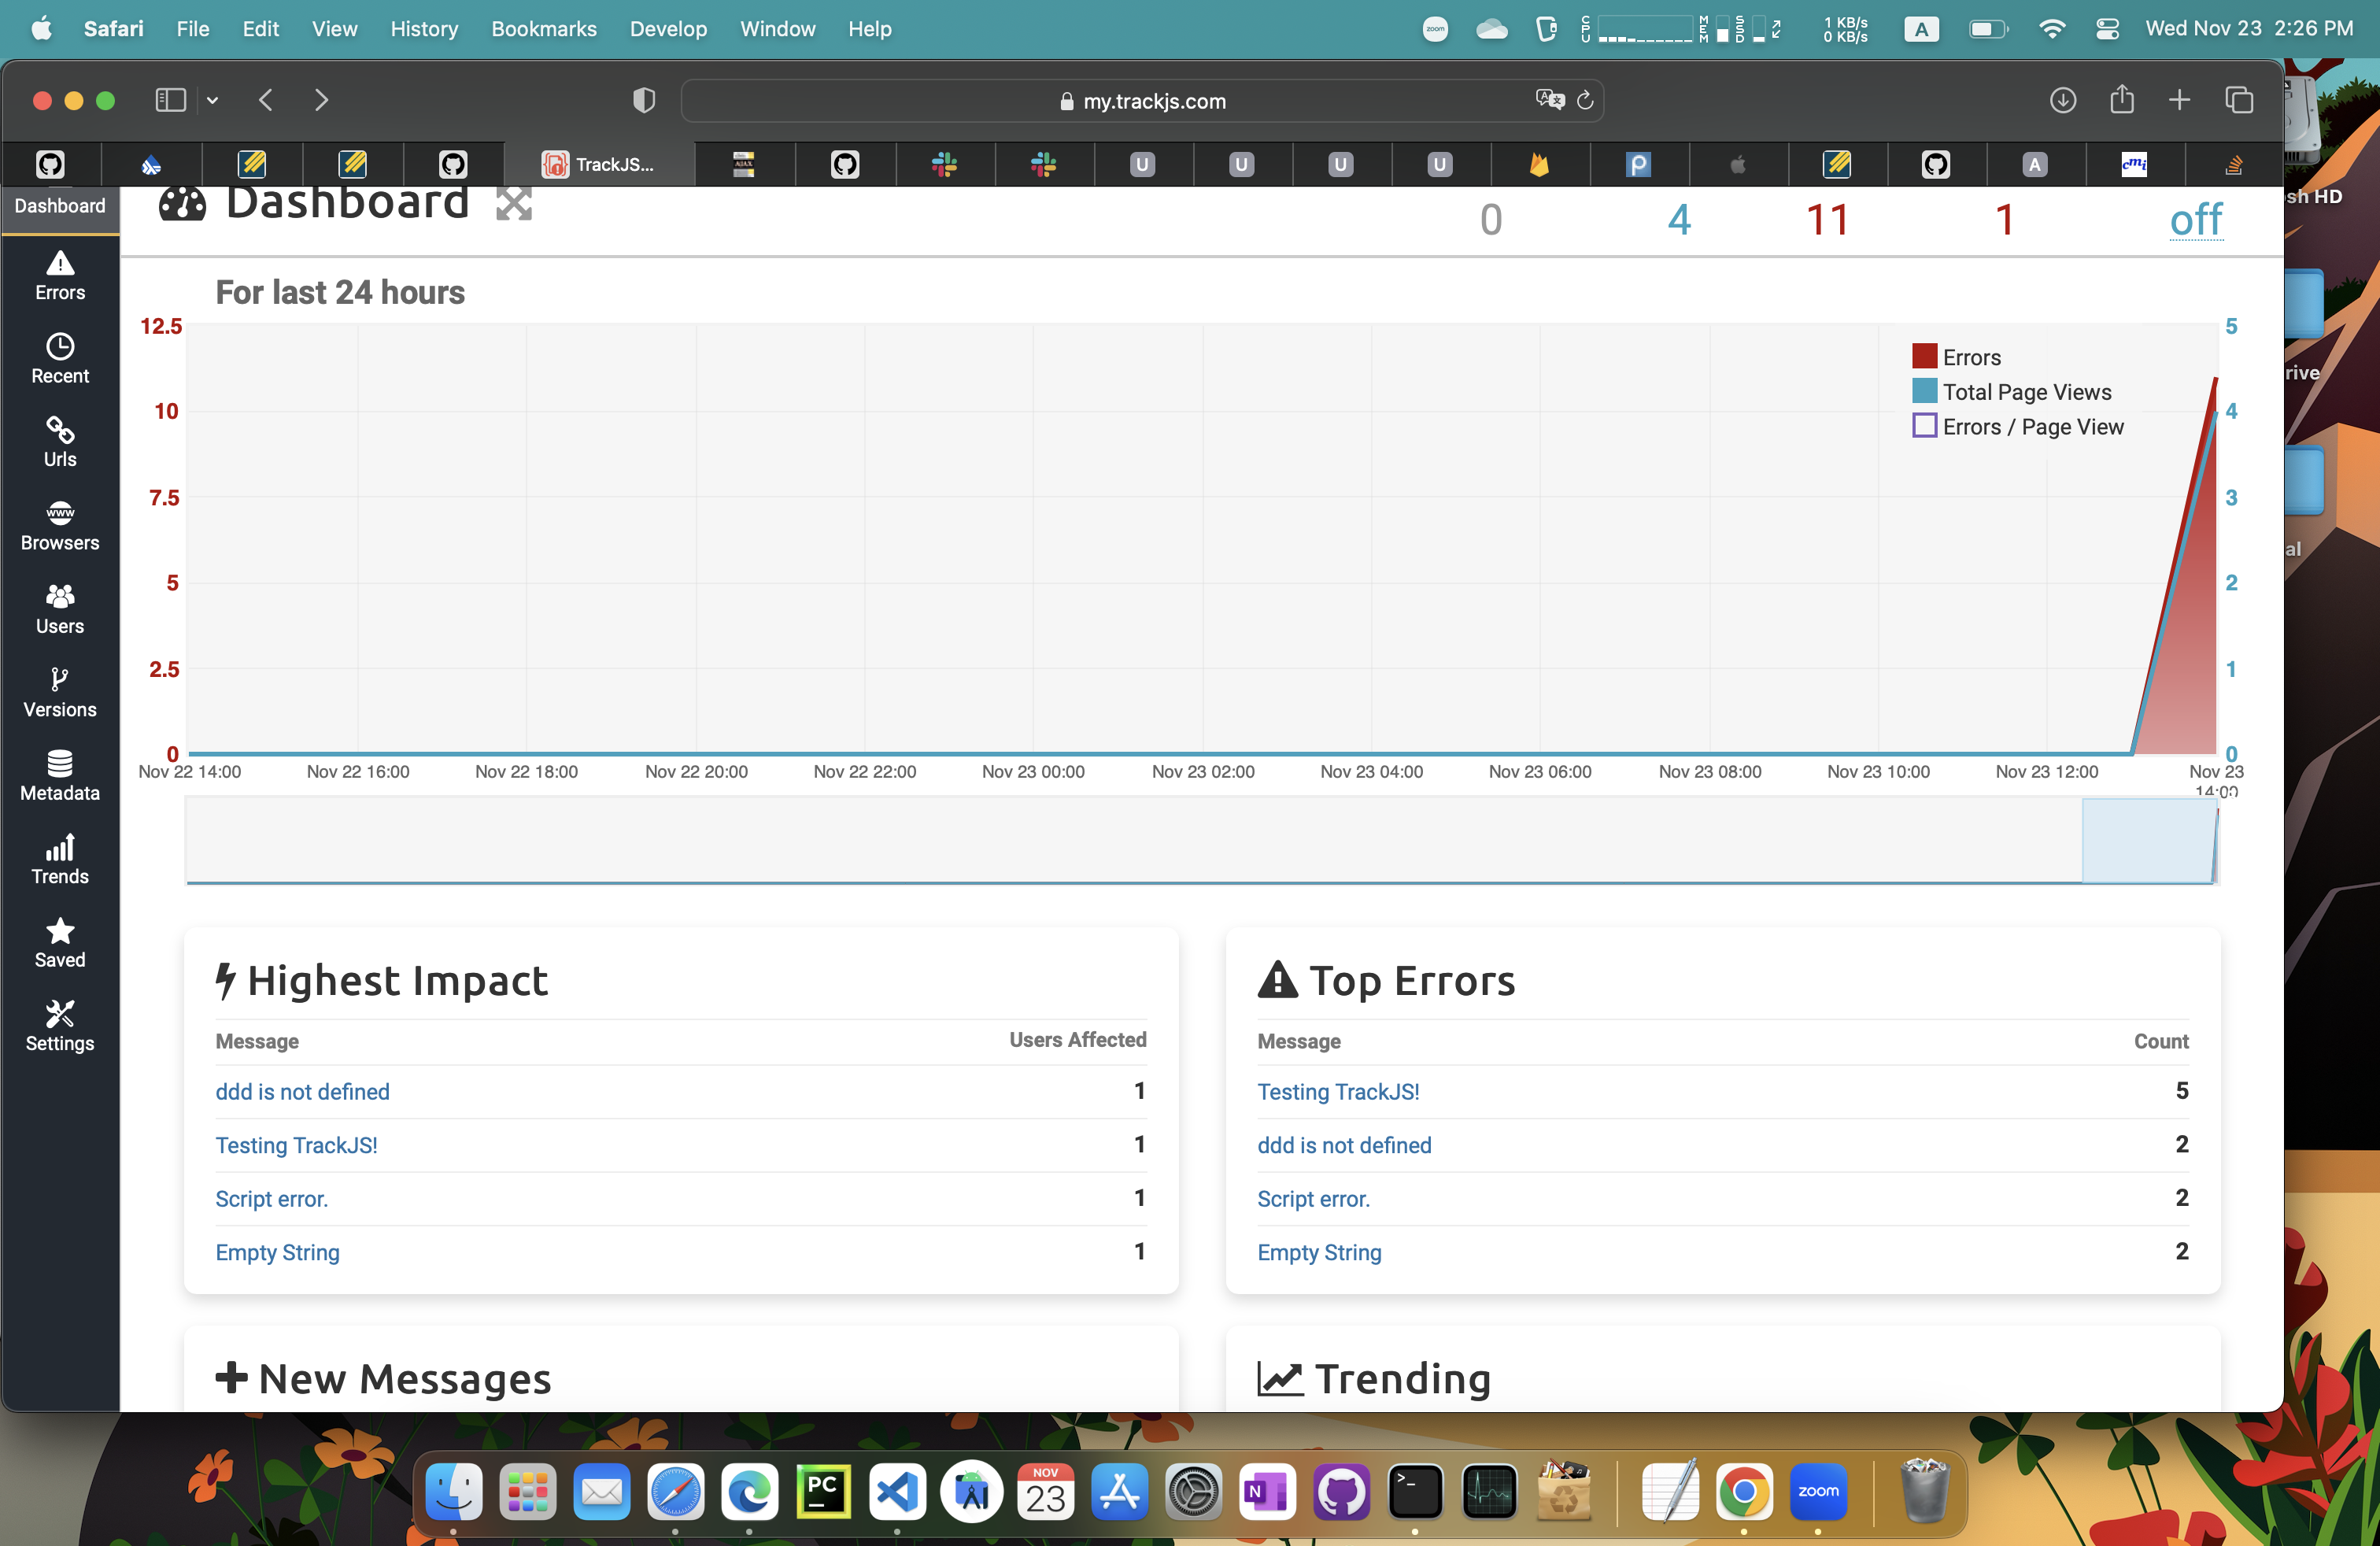 Safari File Edit View History Bookmarks Develop Window Help zoom CPU MEM SSD 1 KB/s 0 KB/s A Wed Nov 23 2:26 PM
my.trackjs.com
AJAX TrackJS... U U U U A cmi
Dashboard
Dashboard 0 4 11 1 off
Errors
Recent
Urls
www
Browsers
Users
Versions
Metadata
Trends
Saved
Settings
For last 24 hours
12.5
10
7.5
5
2.5
0
Errors
Total Page Views
Errors / Page View
5
4
3
2
1
0
Nov 22 14:00 Nov 22 16:00 Nov 22 18:00 Nov 22 20:00 Nov 22 22:00 Nov 23 00:00 Nov 23 02:00 Nov 23 04:00 Nov 23 06:00 Nov 23 08:00 Nov 23 10:00 Nov 23 12:00 Nov 23 14:00
Highest Impact
Message Users Affected
ddd is not defined 1
Testing TrackJS! 1
Script error. 1
Empty String 1
Top Errors
Message Count
Testing TrackJS! 5
ddd is not defined 2
Script error. 2
Empty String 2
New Messages
Trending
sh HD
rive
al
PC
NOV
23
N
zoom